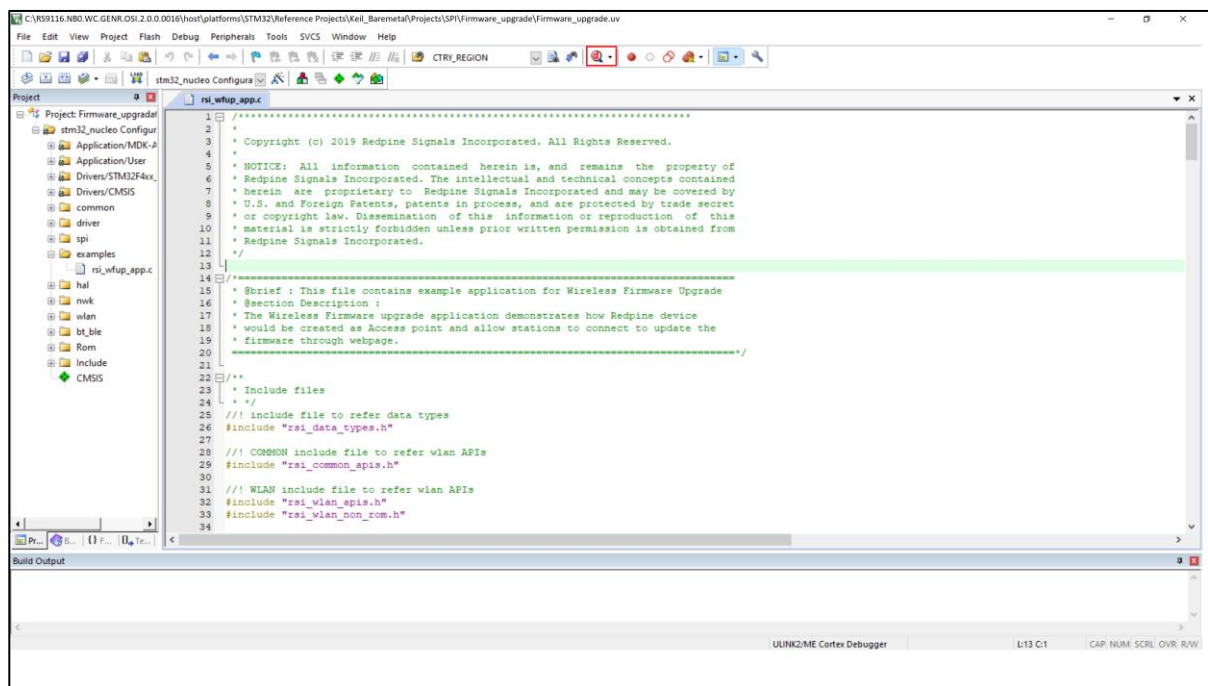 C:\RS9116.NB0.WC.GENR.OSI.2.0.0.0016\host\platforms\STM32\Reference Projects\Keil_Baremetal\Projects\SPI\Firmware_upgrade\Firmware_upgrade.uv
File Edit View Project Flash Debug Peripherals Tools SVCS Window Help
CTRY_REGION
stm32_nucleo Configura
Project
rsi_wfup_app.c
Project: Firmware_upgradat
stm32_nucleo Configur
Application/MDK-A
Application/User
Drivers/STM32F4xx_
Drivers/CMSIS
common
driver
spi
examples
rsi_wfup_app.c
hal
nwk
wlan
bt_ble
Rom
Include
CMSIS
1 /**************************************************************************
2 *
3 * Copyright (c) 2019 Redpine Signals Incorporated. All Rights Reserved.
4 *
5 * NOTICE: All information contained herein is, and remains the property of
6 * Redpine Signals Incorporated. The intellectual and technical concepts contained
7 * herein are proprietary to Redpine Signals Incorporated and may be covered by
8 * U.S. and Foreign Patents, patents in process, and are protected by trade secret
9 * or copyright law. Dissemination of this information or reproduction of this
10 * material is strictly forbidden unless prior written permission is obtained from
11 * Redpine Signals Incorporated.
12 */
13
14 /*=================================================================================
15 * @brief : This file contains example application for Wireless Firmware Upgrade
16 * @section Description :
17 * The Wireless Firmware upgrade application demonstrates how Redpine device
18 * would be created as Access point and allow stations to connect to update the
19 * firmware through webpage.
20 =================================================================================*/
21
22 /**
23 * Include files
24 * */
25 //! include file to refer data types
26 #include "rsi_data_types.h"
27
28 //! COMMON include file to refer wlan APIs
29 #include "rsi_common_apis.h"
30
31 //! WLAN include file to refer wlan APIs
32 #include "rsi_wlan_apis.h"
33 #include "rsi_wlan_non_rom.h"
34
Pr... B... {} F... Te...
Build Output
ULINK2/ME Cortex Debugger L:13 C:1 CAP NUM SCRL OVR R/W